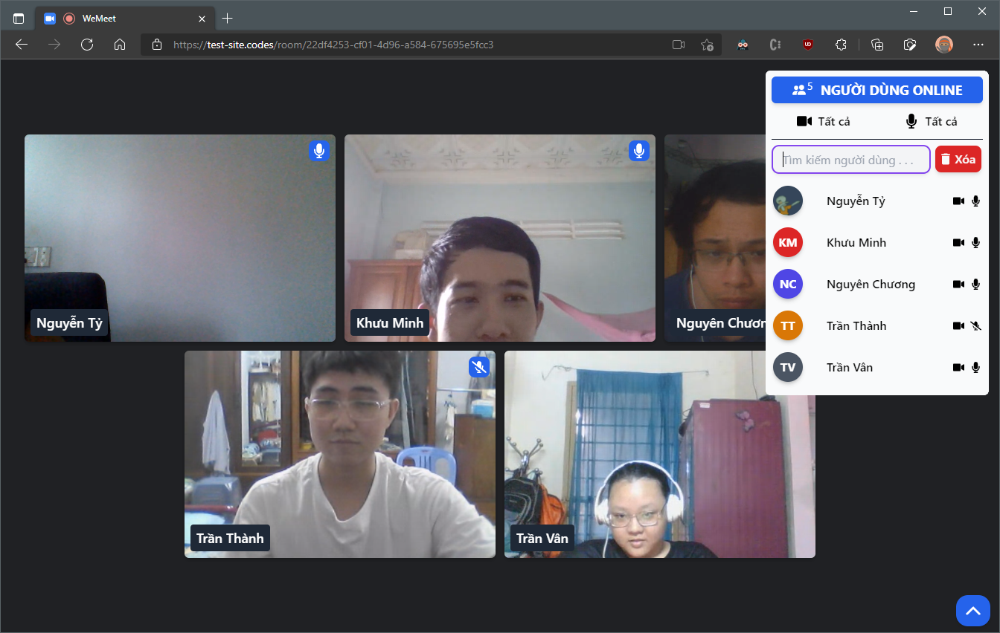 WeMeet
https://test-site.codes/room/22df4253-cf01-4d96-a584-675695e5fcc3
5 NGƯỜI DÙNG ONLINE
Tất cả Tất cả
Tìm kiếm người dùng . . . Xóa
Nguyễn Tỷ
KM Khưu Minh
NC Nguyên Chương
TT Trần Thành
TV Trần Vân
Nguyễn Tỷ
Khưu Minh
Nguyên Chươn
Trần Thành
Trần Vân